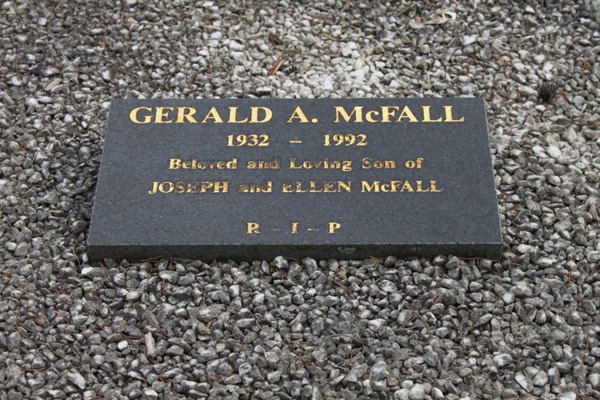 GERALD A. McFALL
1932 – 1992
Beloved and Loving Son of
JOSEPH and ELLEN McFALL
R-I-P